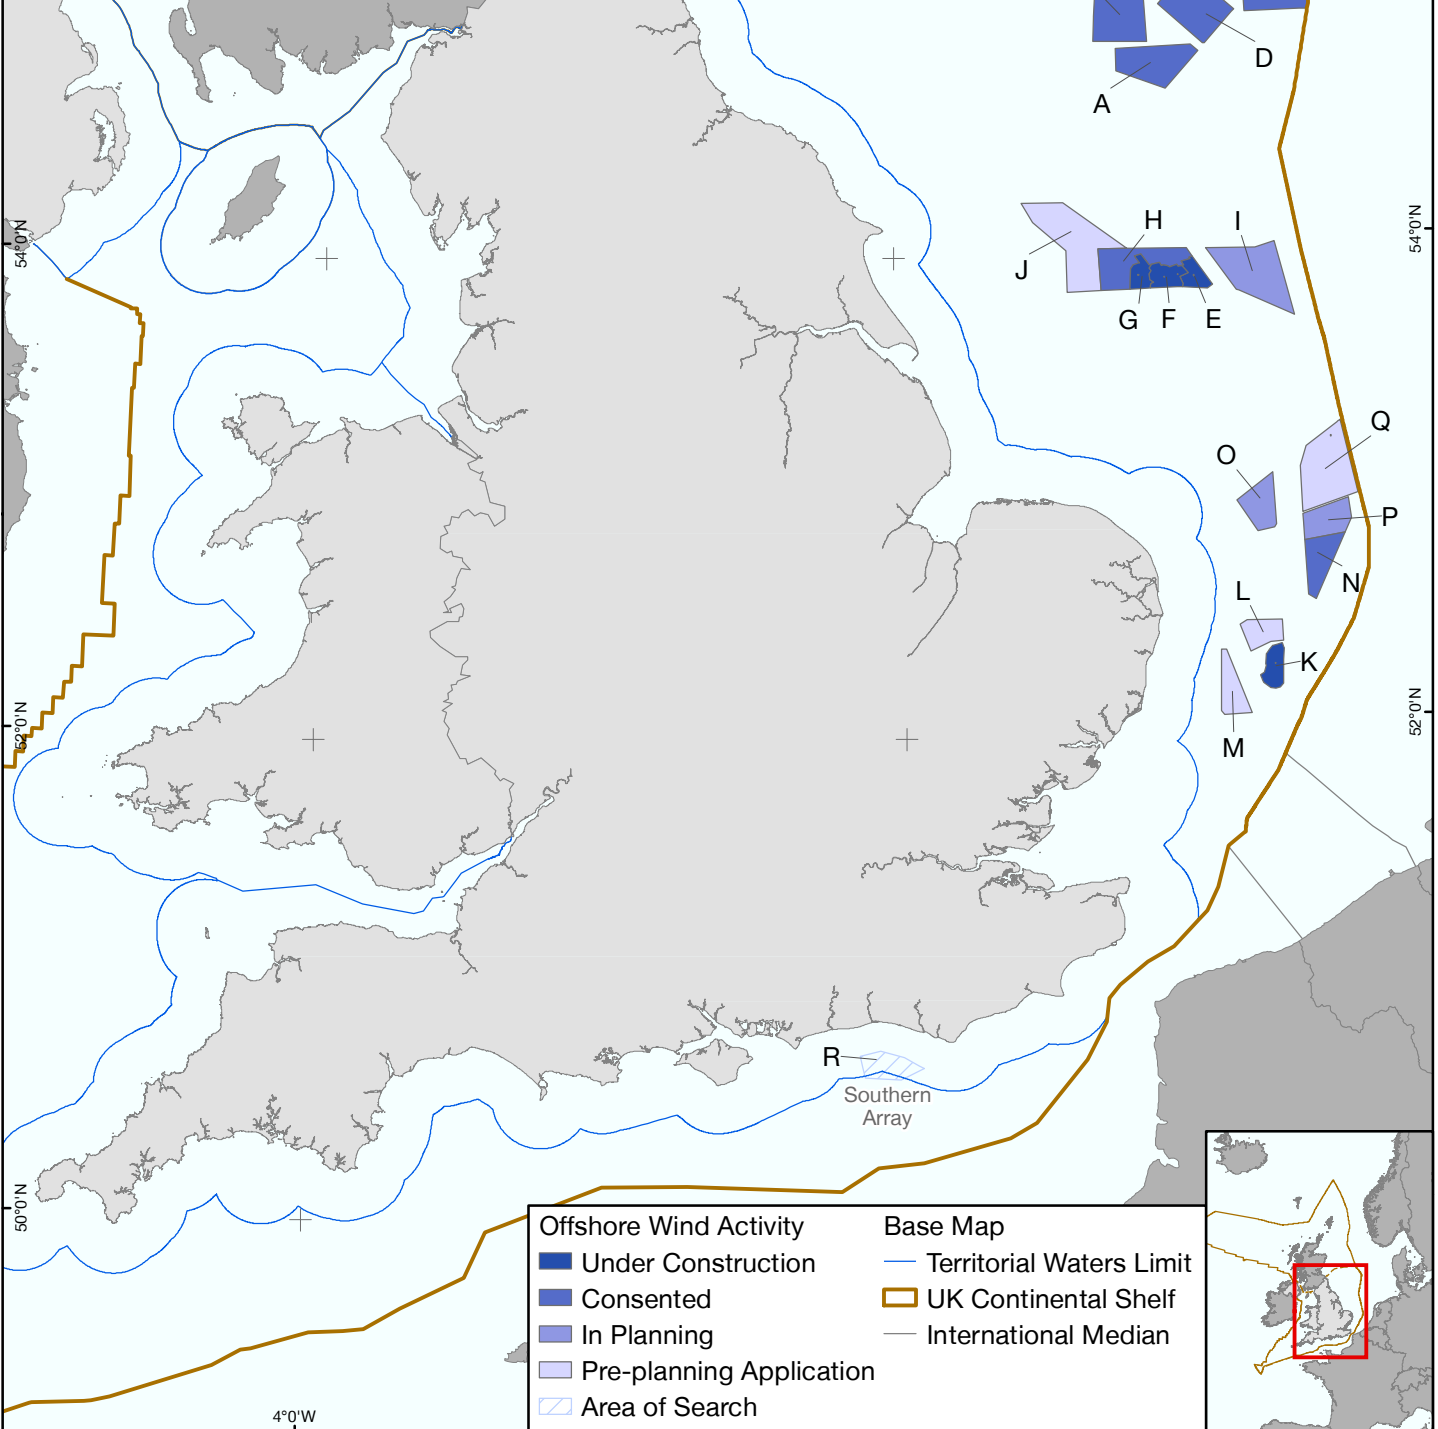 D
A
54°0'N
54°0'N
H
I
J
G
F
E
Q
O
P
N
L
K
M
52°0'N
52°0'N
R
Southern
Array
50°0'N
4°0'W
Offshore Wind Activity
Under Construction
Consented
In Planning
Pre-planning Application
Area of Search
Base Map
Territorial Waters Limit
UK Continental Shelf
International Median